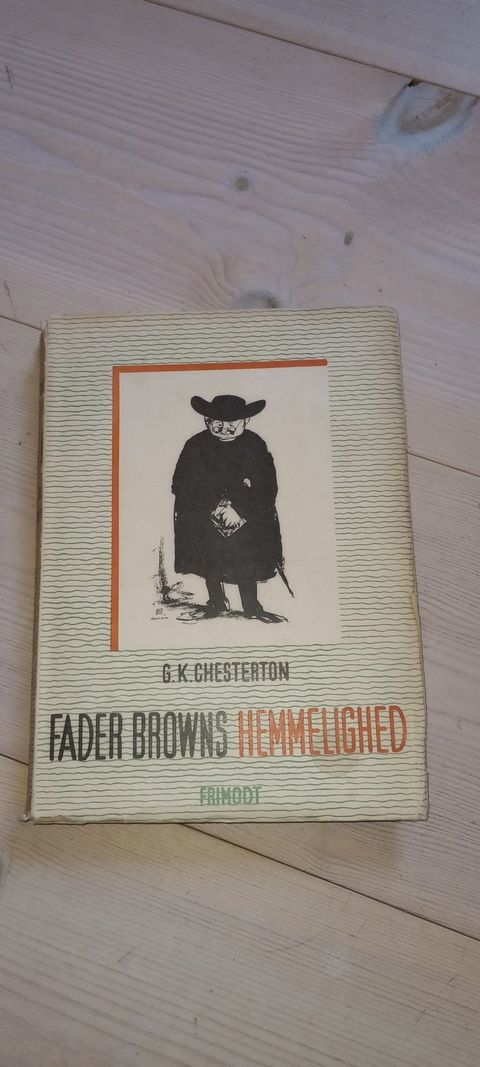 G.K.CHESTERTON
FADER BROWNS HEMMELIGHED
FRIMODT